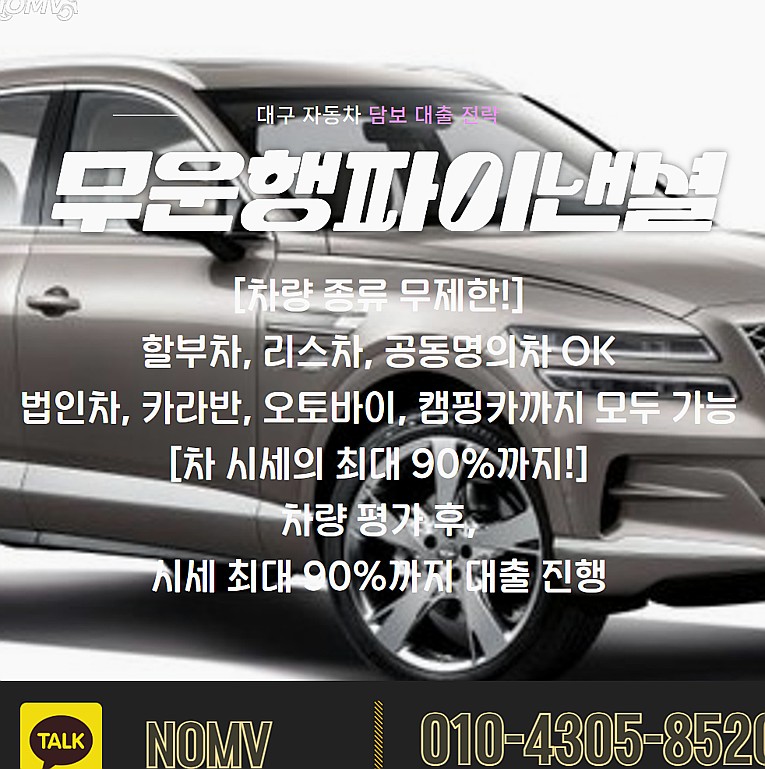 NOMV
대구 자동차 담보 대출 전략
무운행파이낸셜
[차량 종류 무제한!]
할부차, 리스차, 공동명의차 OK
법인차, 카라반, 오토바이, 캠핑카까지 모두 가능
[차 시세의 최대 90%까지!]
차량 평가 후,
시세 최대 90%까지 대출 진행
TALK
NOMV
010-4305-8520